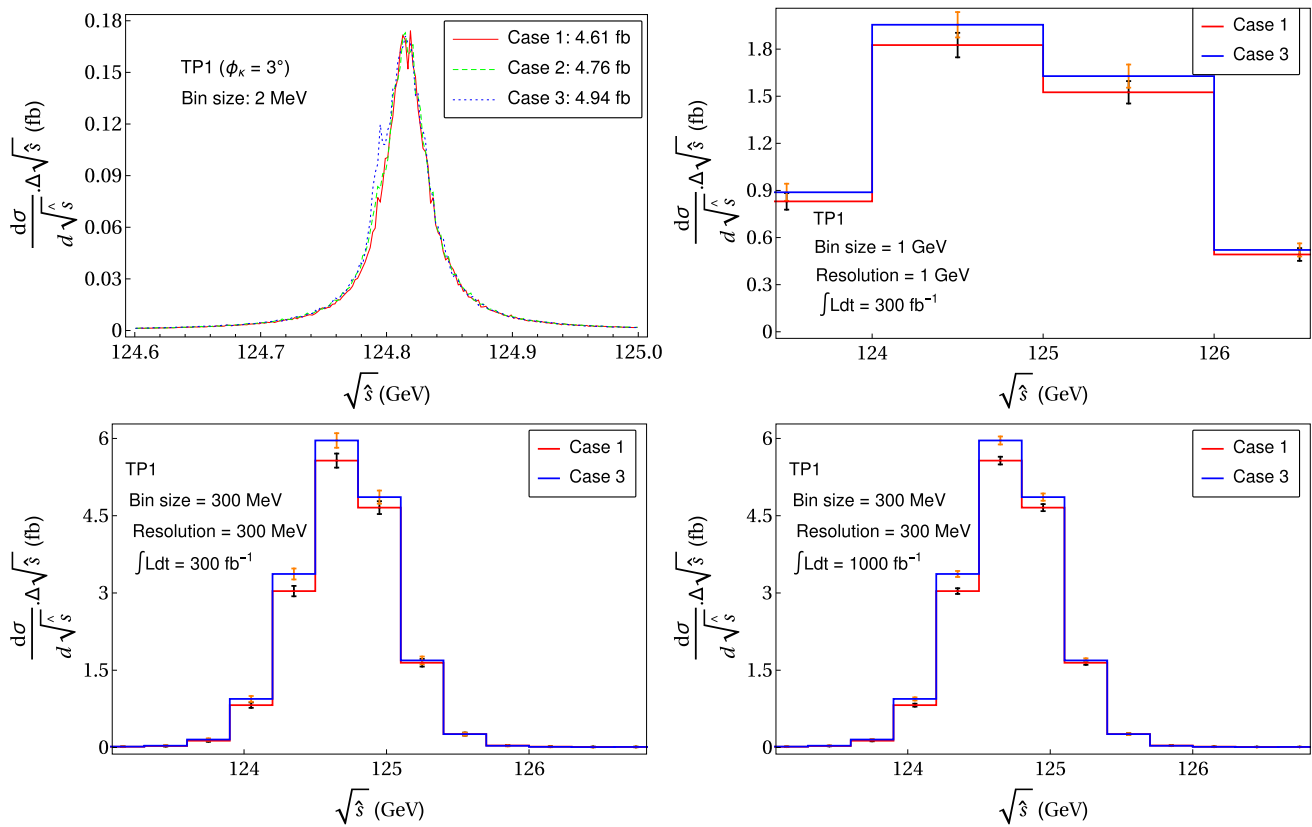 0.18
0.15
0.12
0.09
0.06
0.03
0
TP1 (ϕκ = 3°)
Bin size: 2 MeV
Case 1: 4.61 fb
Case 2: 4.76 fb
Case 3: 4.94 fb
dσ/d√ŝ .Δ√ŝ (fb)
124.6 124.7 124.8 124.9 125.0
√ŝ (GeV)
1.8
1.5
1.2
0.9
0.6
0.3
0
Case 1
Case 3
TP1
Bin size = 1 GeV
Resolution = 1 GeV
∫Ldt = 300 fb⁻¹
dσ/d√ŝ .Δ√ŝ (fb)
124 125 126
√ŝ (GeV)
6
4.5
3
1.5
0
TP1
Bin size = 300 MeV
Resolution = 300 MeV
∫Ldt = 300 fb⁻¹
Case 1
Case 3
dσ/d√ŝ .Δ√ŝ (fb)
124 125 126
√ŝ (GeV)
6
4.5
3
1.5
0
TP1
Bin size = 300 MeV
Resolution = 300 MeV
∫Ldt = 1000 fb⁻¹
Case 1
Case 3
dσ/d√ŝ .Δ√ŝ (fb)
124 125 126
√ŝ (GeV)